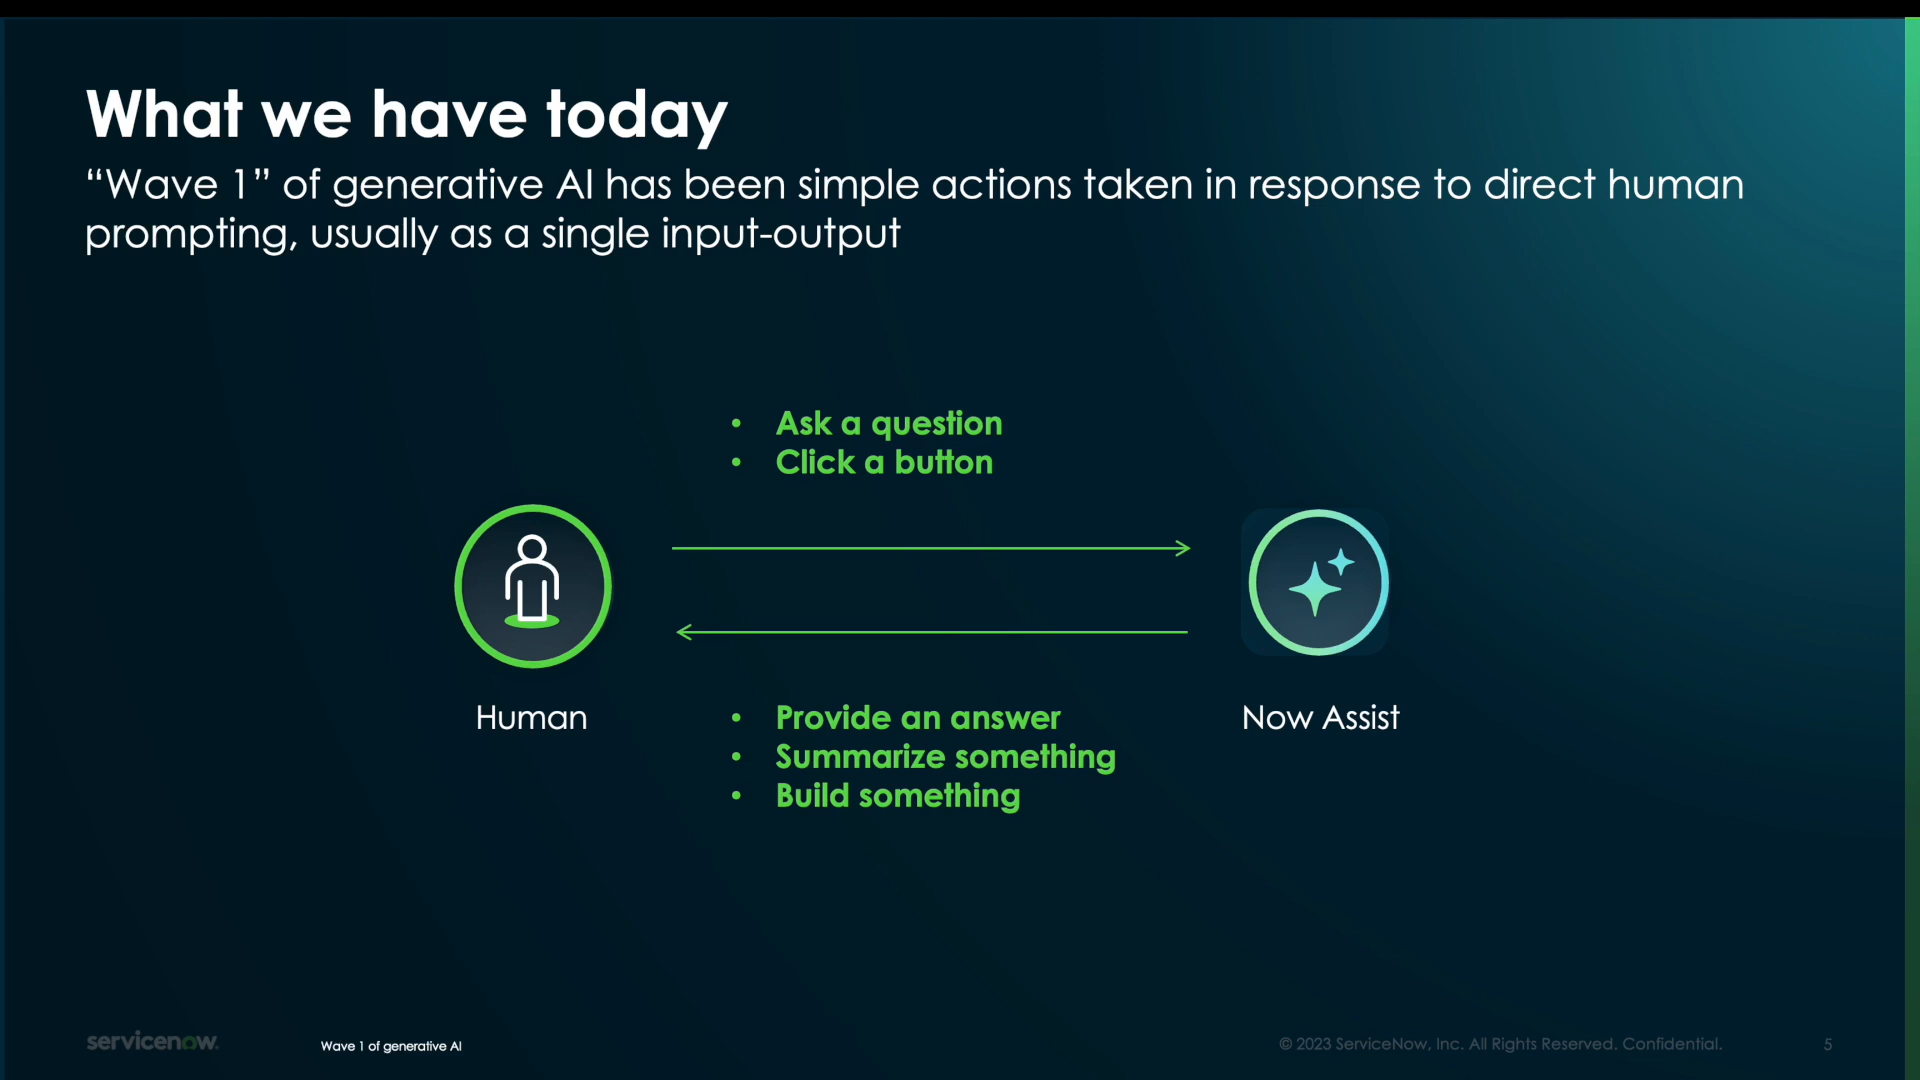 What we have today
“Wave 1” of generative AI has been simple actions taken in response to direct human
prompting, usually as a single input-output
• Ask a question
• Click a button
Human
Now Assist
• Provide an answer
• Summarize something
• Build something
servicenow.
Wave 1 of generative AI
© 2023 ServiceNow, Inc. All Rights Reserved. Confidential.
5